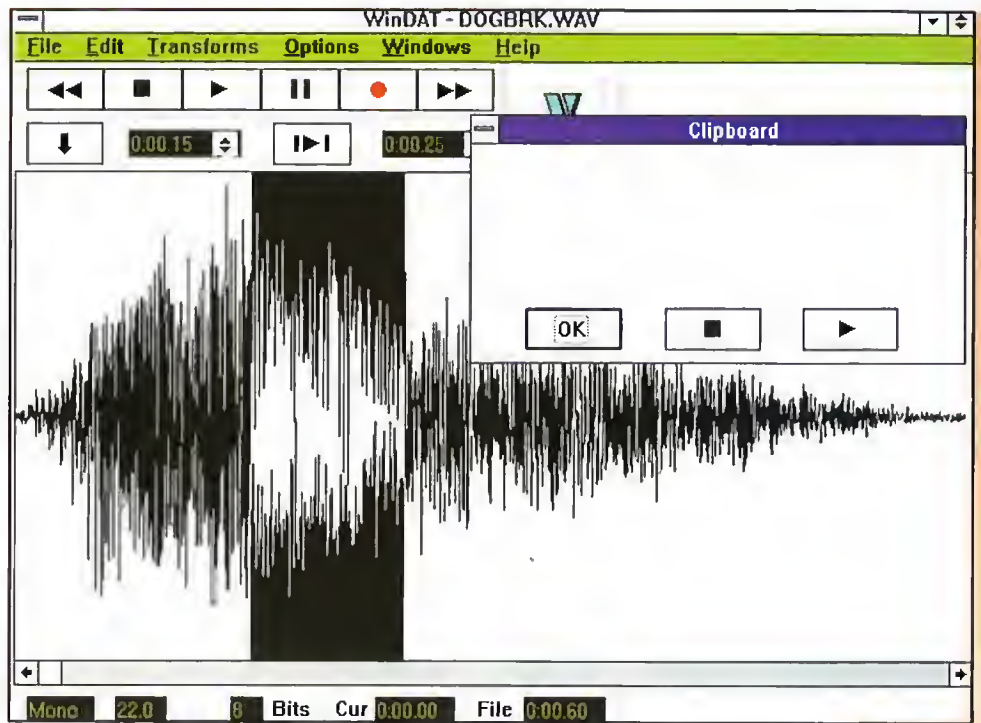 WinDAT - DOGBRK.WAV
File Edit Transforms Options Windows Help
0:00.15 0:00.25
Clipboard
OK
Mono 22.0 8 Bits Cur 0:00.00 File 0:00.60